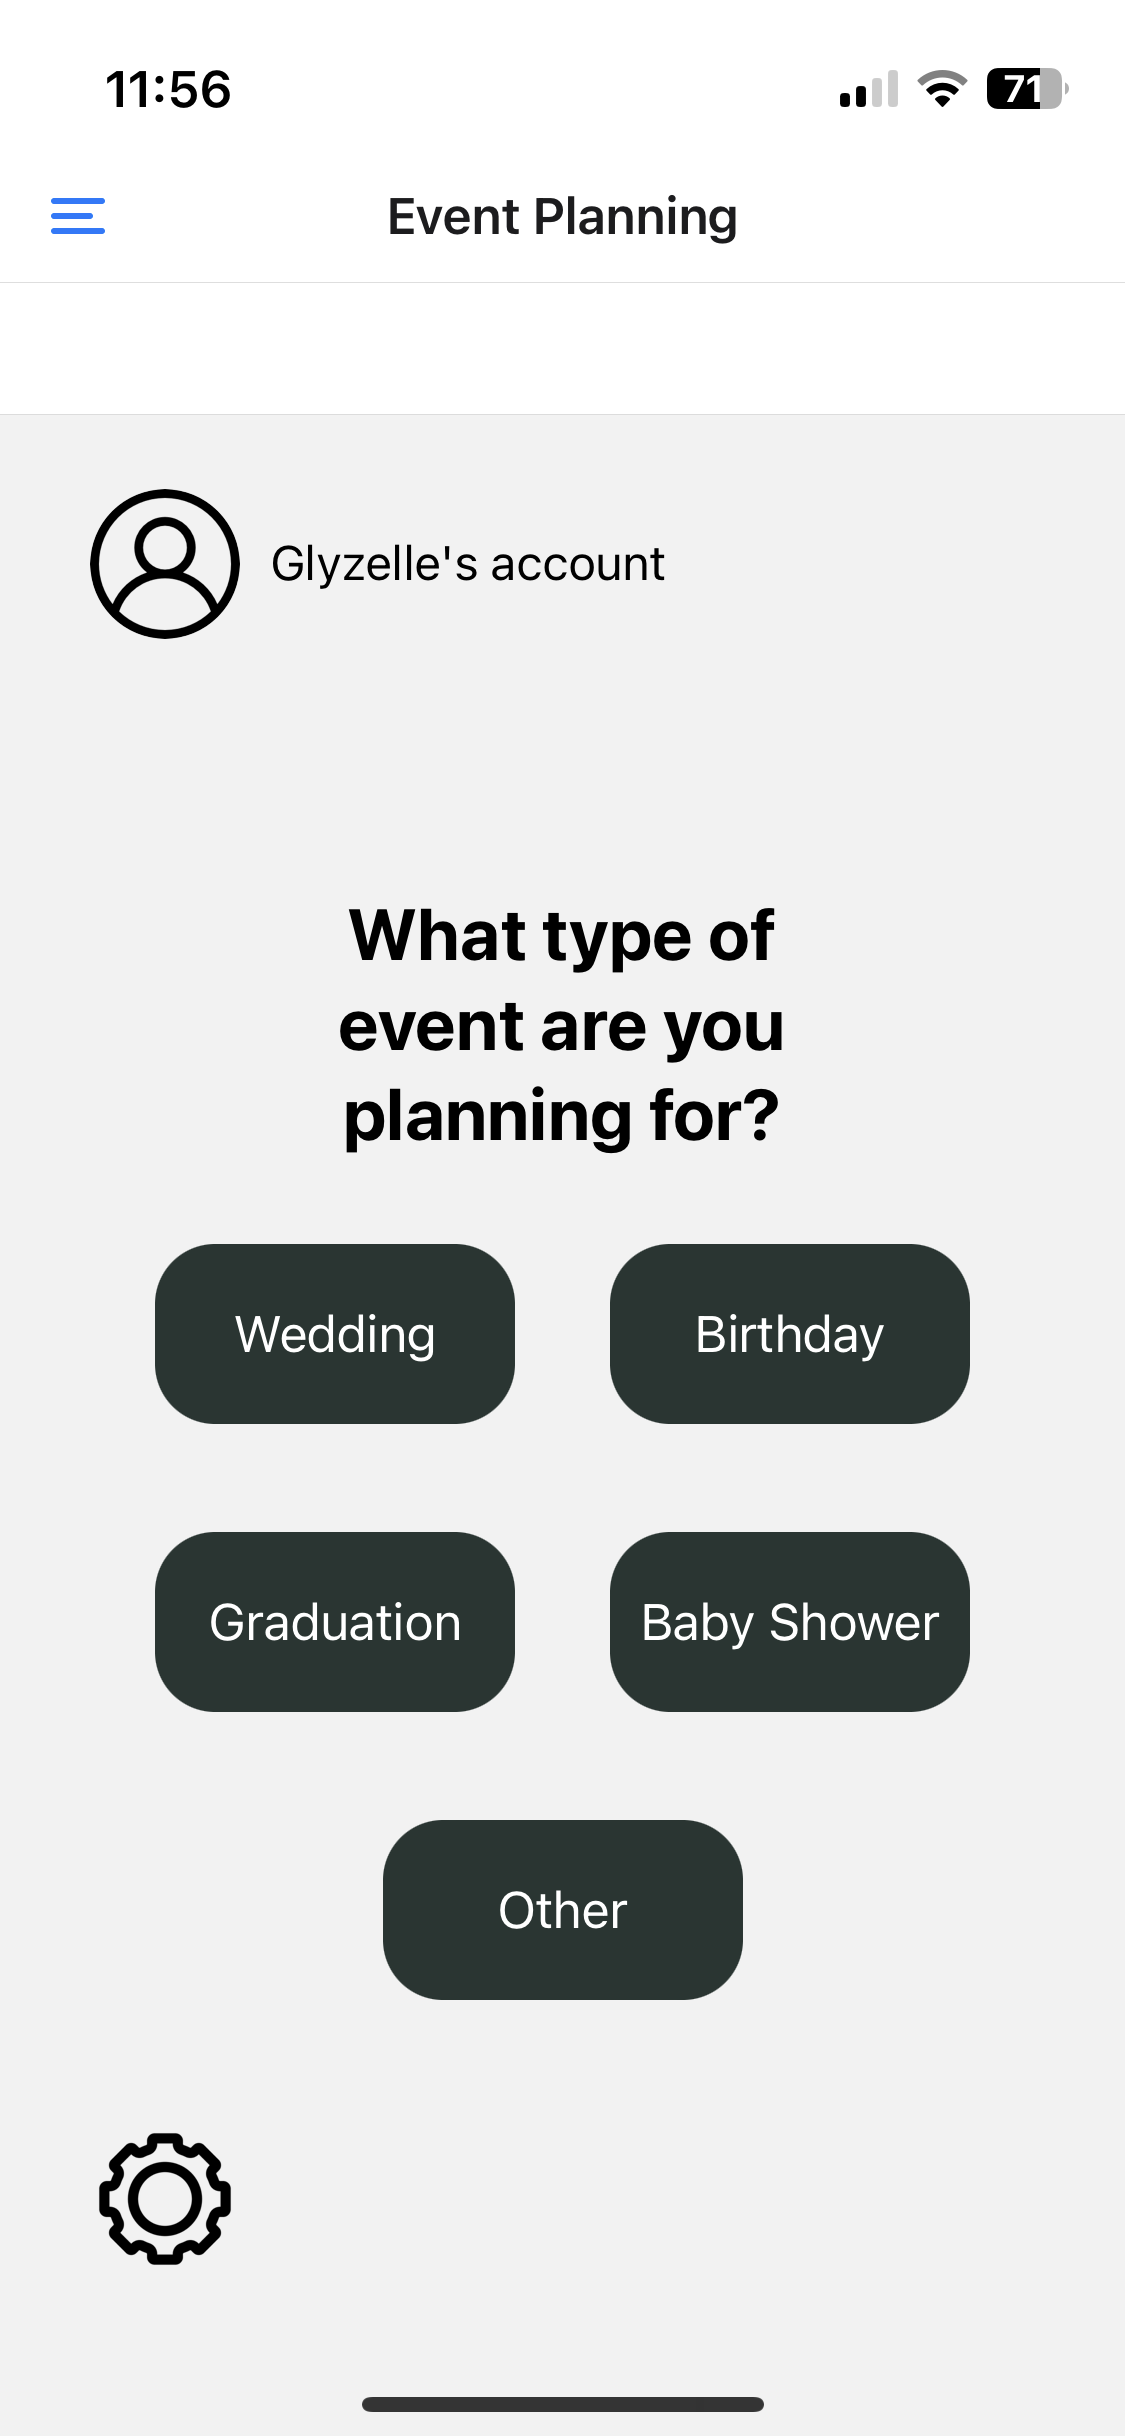 11:56
71
Event Planning
Glyzelle's account
What type of
event are you
planning for?
Wedding
Birthday
Graduation
Baby Shower
Other